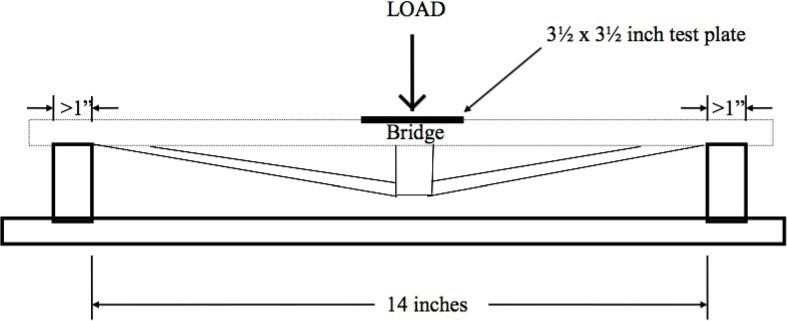 LOAD
3½ x 3½ inch test plate
>1”
>1”
Bridge
14 inches